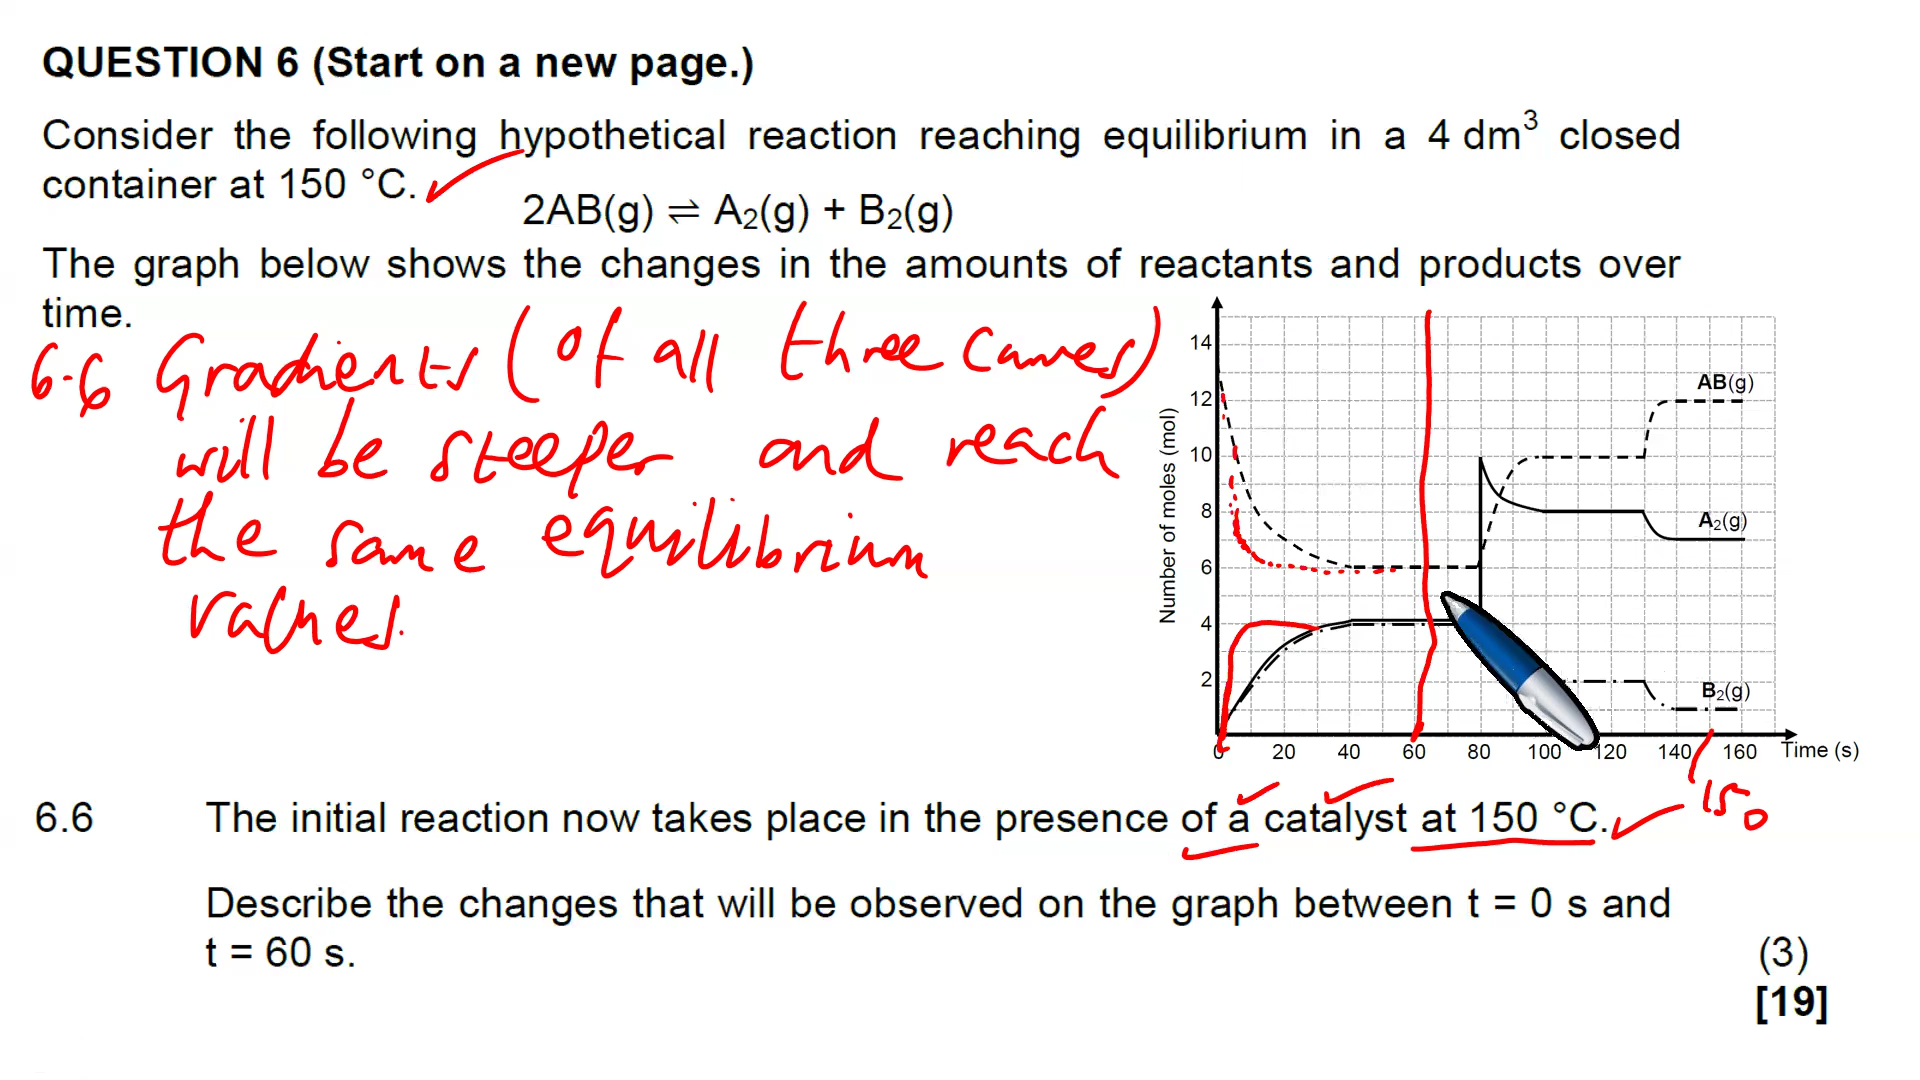 QUESTION 6 (Start on a new page.)
Consider the following hypothetical reaction reaching equilibrium in a 4 dm³ closed
container at 150 °C.
2AB(g) ⇌ A₂(g) + B₂(g)
The graph below shows the changes in the amounts of reactants and products over
time.
6.6 Gradients (of all three curves)
will be steeper and reach
the same equilibrium
values.
Number of moles (mol)
14
12
10
8
6
4
2
AB(g)
A₂(g)
B₂(g)
0 20 40 60 80 100 120 140 160 Time (s)
150
6.6 The initial reaction now takes place in the presence of a catalyst at 150 °C.
Describe the changes that will be observed on the graph between t = 0 s and
t = 60 s.
(3)
[19]